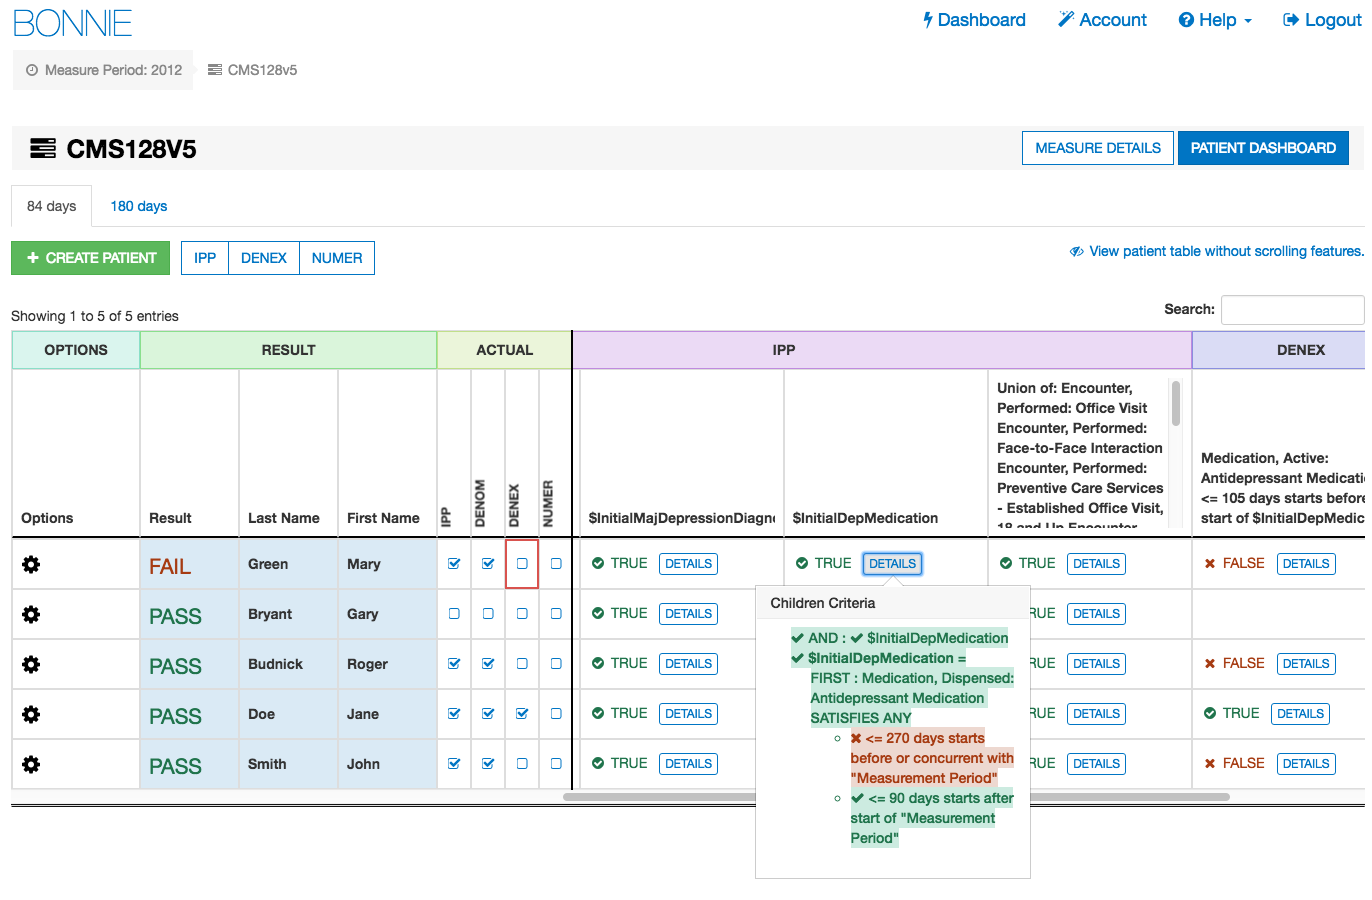 BONNIE
Dashboard
Account
Help
Logout
Measure Period: 2012
CMS128v5
CMS128V5
MEASURE DETAILS
PATIENT DASHBOARD
84 days
180 days
+ CREATE PATIENT
IPP
DENEX
NUMER
View patient table without scrolling features.
Showing 1 to 5 of 5 entries
Search:
OPTIONS
RESULT
ACTUAL
IPP
DENEX
Options
Result
Last Name
First Name
IPP
DENOM
DENEX
NUMER
$InitialMajDepressionDiagn
$InitialDepMedication
Union of: Encounter,
Performed: Office Visit
Encounter, Performed:
Face-to-Face Interaction
Encounter, Performed:
Preventive Care Services
- Established Office Visit,
18 and Up Encounter
Medication, Active:
Antidepressant Medicati
<= 105 days starts before
start of $InitialDepMedic
FAIL Green Mary TRUE DETAILS TRUE DETAILS TRUE DETAILS FALSE DETAILS
PASS Bryant Gary TRUE DETAILS RUE DETAILS
PASS Budnick Roger TRUE DETAILS RUE DETAILS FALSE DETAILS
PASS Doe Jane TRUE DETAILS RUE DETAILS TRUE DETAILS
PASS Smith John TRUE DETAILS RUE DETAILS FALSE DETAILS
Children Criteria
AND : $InitialDepMedication
$InitialDepMedication =
FIRST : Medication, Dispensed:
Antidepressant Medication
SATISFIES ANY
<= 270 days starts
before or concurrent with
"Measurement Period"
<= 90 days starts after
start of "Measurement
Period"